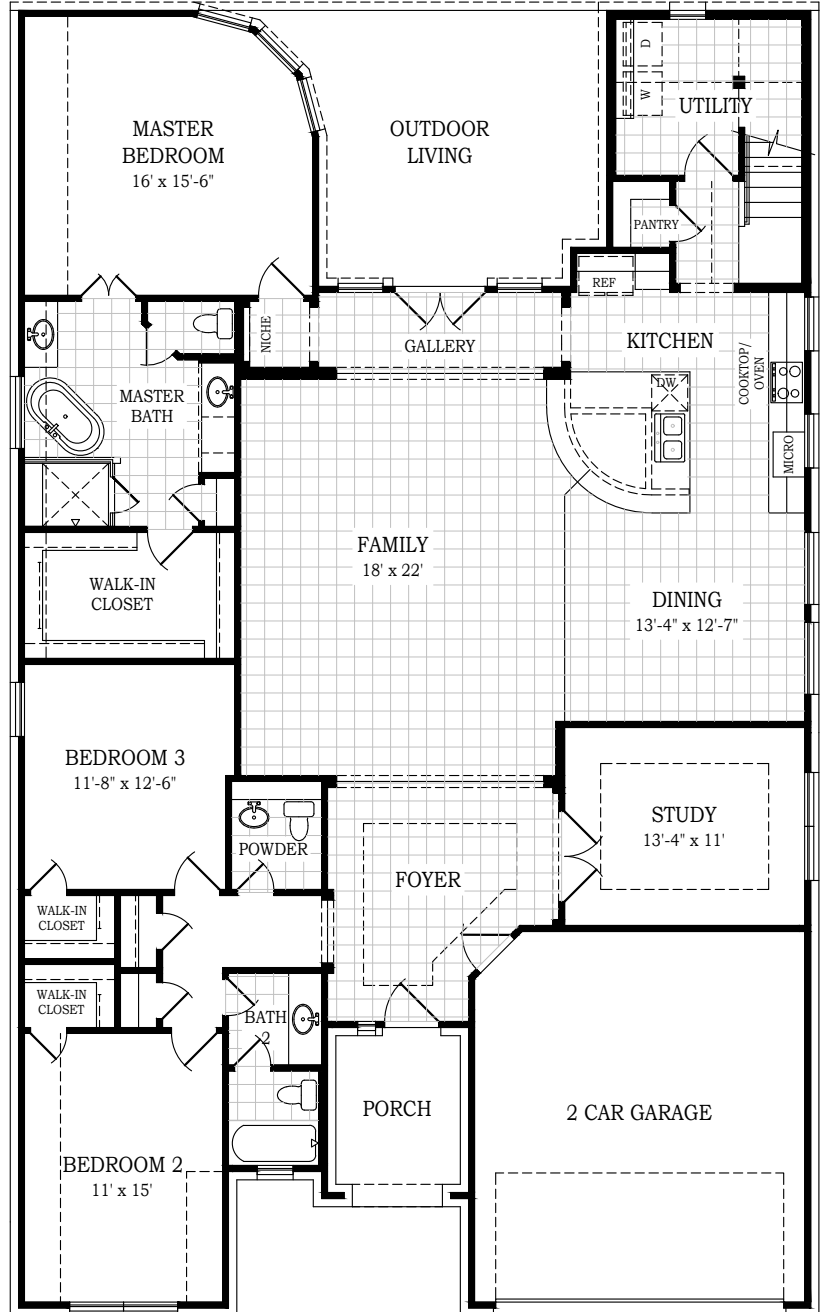 MASTER
BEDROOM
16' x 15'-6"
OUTDOOR
LIVING
D
W
UTILITY
PANTRY
REF
NICHE
GALLERY
KITCHEN
COOKTOP/
OVEN
DW
MICRO
MASTER
BATH
FAMILY
18' x 22'
WALK-IN
CLOSET
DINING
13'-4" x 12'-7"
BEDROOM 3
11'-8" x 12'-6"
STUDY
13'-4" x 11'
POWDER
FOYER
WALK-IN
CLOSET
WALK-IN
CLOSET
BATH
2
PORCH
2 CAR GARAGE
BEDROOM 2
11' x 15'